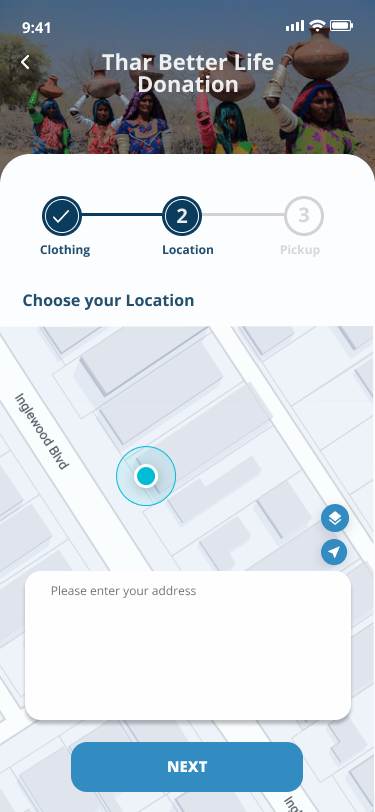 9:41
Thar Better Life
Donation
2
3
Clothing
Location
Pickup
Choose your Location
Inglewood Blvd
Please enter your address
NEXT
Ingle